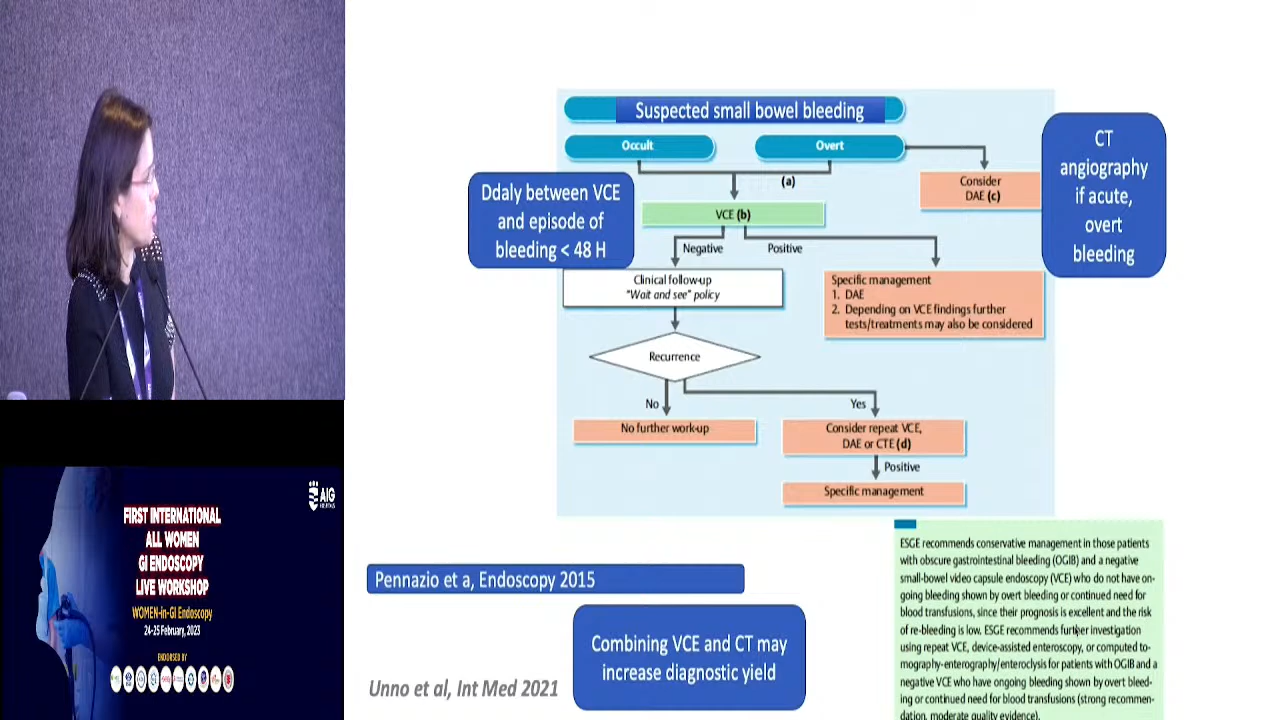 Suspected small bowel bleeding
Occult
Overt
(a)
Consider
DAE (c)
CT
angiography
if acute,
overt
bleeding
Ddaly between VCE
and episode of
bleeding < 48 H
VCE (b)
Negative
Positive
Clinical follow-up
"Wait and see" policy
Specific management
1. DAE
2. Depending on VCE findings further
tests/treatments may also be considered
Recurrence
No
Yes
No further work-up
Consider repeat VCE,
DAE or CTE (d)
Positive
Specific management
ESGE recommends conservative management in those patients
with obscure gastrointestinal bleeding (OGIB) and a negative
small-bowel video capsule endoscopy (VCE) who do not have on-
going bleeding shown by overt bleeding or continued need for
blood transfusions, since their prognosis is excellent and the risk
of re-bleeding is low. ESGE recommends further investigation
using repeat VCE, device-assisted enteroscopy, or computed to-
mography-enterography/enteroclysis for patients with OGIB and a
negative VCE who have ongoing bleeding shown by overt bleed-
ing or continued need for blood transfusions (strong recommen-
dation, moderate quality evidence).
Pennazio et a, Endoscopy 2015
Combining VCE and CT may
increase diagnostic yield
Unno et al, Int Med 2021
AIG
HOSPITALS
FIRST INTERNATIONAL
ALL WOMEN
GI ENDOSCOPY
LIVE WORKSHOP
WOMEN-in-GI Endoscopy
24-25 February, 2023
ENDORSED BY